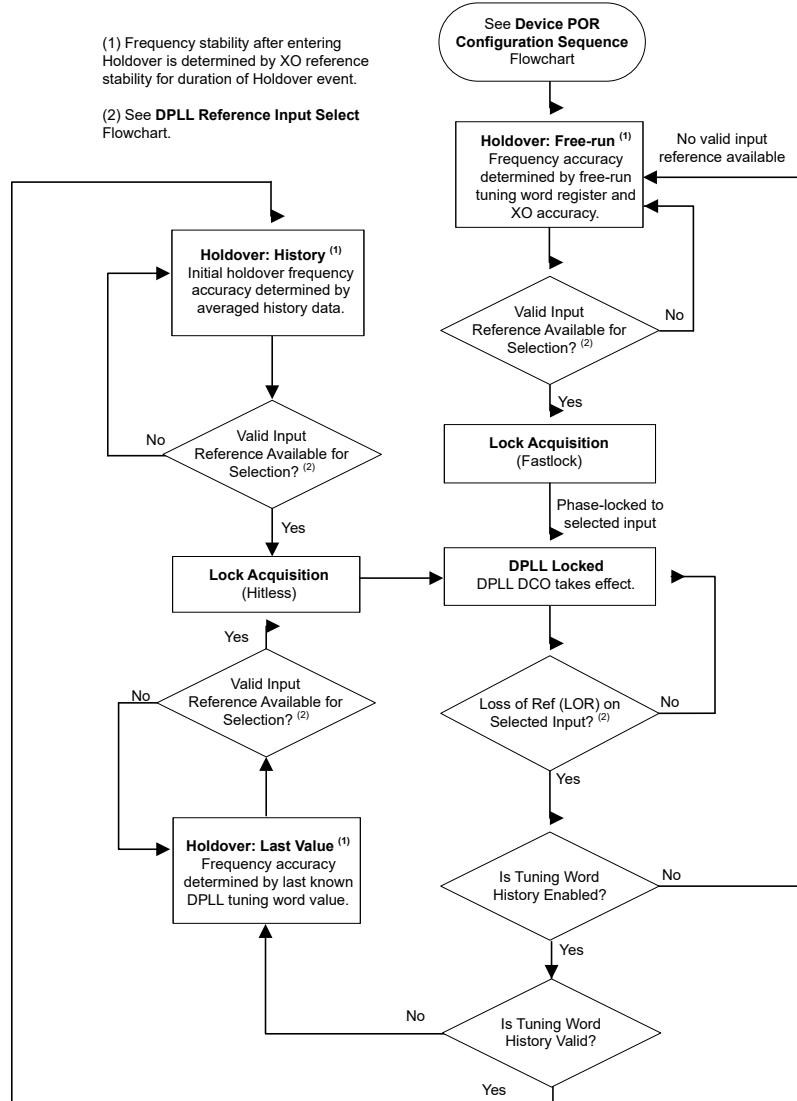 See Device POR
Configuration Sequence
Flowchart
(1) Frequency stability after entering
Holdover is determined by XO reference
stability for duration of Holdover event.
(2) See DPLL Reference Input Select
Flowchart.
Holdover: Free-run (1)
Frequency accuracy
determined by free-run
tuning word register and
XO accuracy.
No valid input
reference available
Holdover: History (1)
Initial holdover frequency
accuracy determined by
averaged history data.
Valid Input
Reference Available for
Selection? (2)
No
Yes
Lock Acquisition
(Fastlock)
Phase-locked to
selected input
No
Valid Input
Reference Available for
Selection? (2)
Yes
Lock Acquisition
(Hitless)
DPLL Locked
DPLL DCO takes effect.
Yes
No
Valid Input
Reference Available for
Selection? (2)
Loss of Ref (LOR) on
Selected Input? (2)
No
Yes
Holdover: Last Value (1)
Frequency accuracy
determined by last known
DPLL tuning word value.
Is Tuning Word
History Enabled?
No
Yes
No
Is Tuning Word
History Valid?
Yes